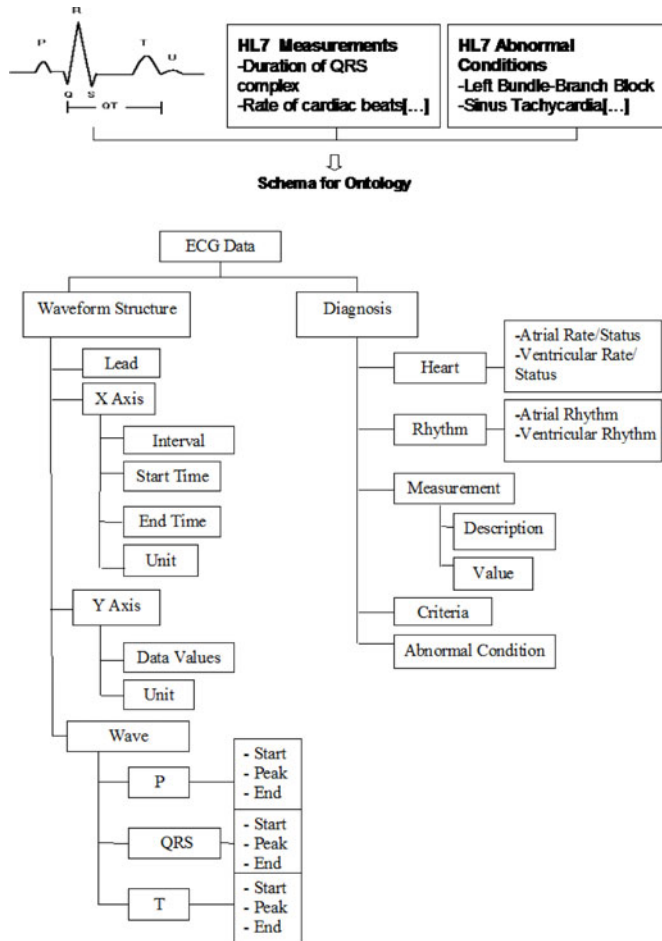 R
P
T
U
Q
S
QT
HL7 Measurements
-Duration of QRS
complex
-Rate of cardiac beats[...]
HL7 Abnormal
Conditions
-Left Bundle-Branch Block
-Sinus Tachycardia[...]
Schema for Ontology
ECG Data
Waveform Structure
Lead
X Axis
Interval
Start Time
End Time
Unit
Y Axis
Data Values
Unit
Wave
P
- Start
- Peak
- End
QRS
- Start
- Peak
- End
T
- Start
- Peak
- End
Diagnosis
Heart
-Atrial Rate/Status
-Ventricular Rate/
Status
Rhythm
-Atrial Rhythm
-Ventricular Rhythm
Measurement
Description
Value
Criteria
Abnormal Condition